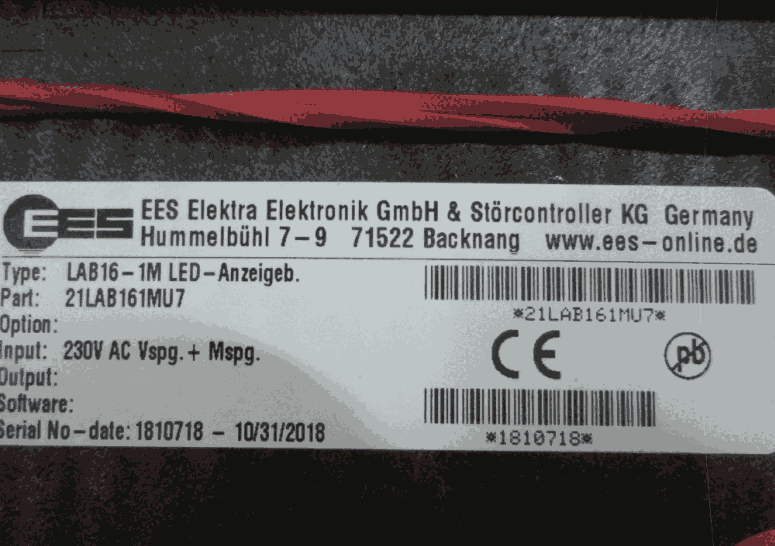 EES EES Elektra Elektronik GmbH & Störcontroller KG Germany
Hummelbühl 7-9 71522 Backnang www.ees-online.de
Type: LAB16-1M LED-Anzeigeb.
Part: 21LAB161MU7
*21LAB161MU7*
Option:
Input: 230V AC Vspg.+ Mspg.
CE pb
Output:
Software:
Serial No-date: 1810718 - 10/31/2018
*1810718*